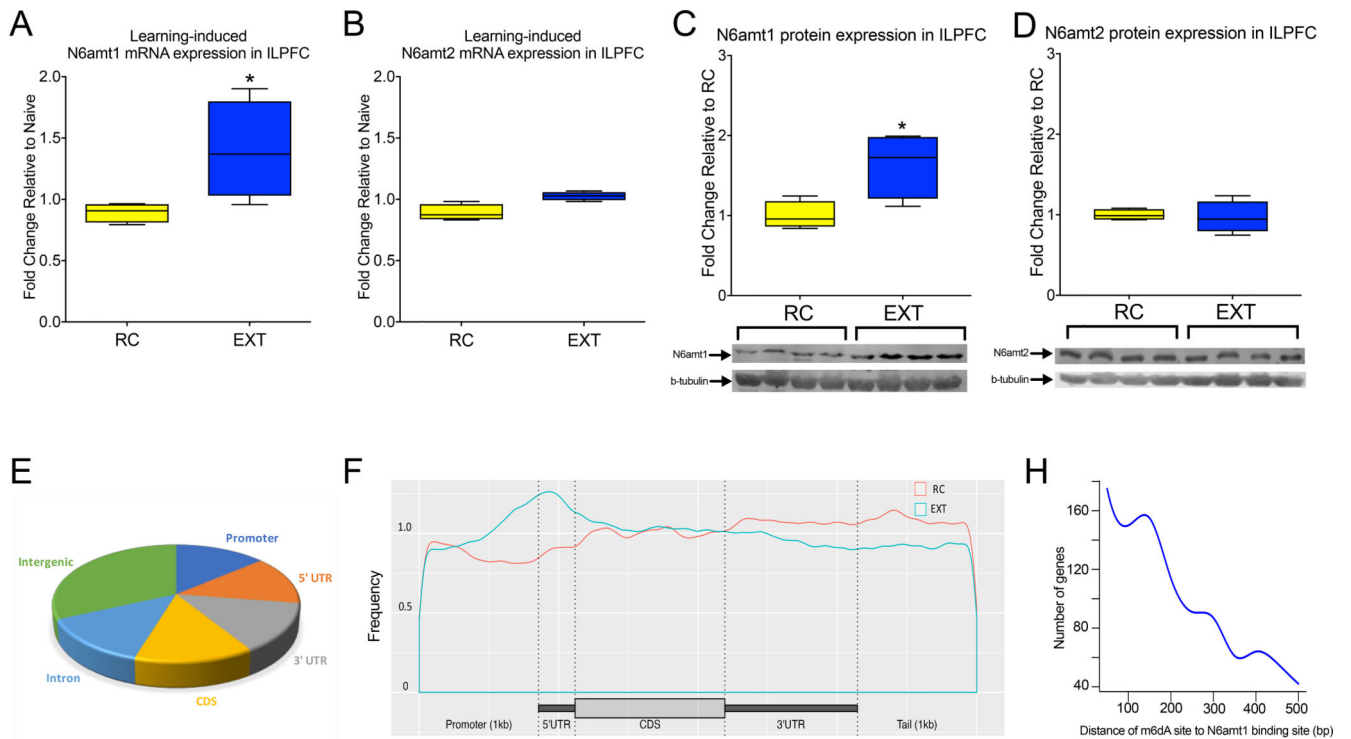 A
Learning-induced
N6amt1 mRNA expression in ILPFC
Fold Change Relative to Naive
2.0
1.5
1.0
0.5
0.0
*
RC
EXT
B
Learning-induced
N6amt2 mRNA expression in ILPFC
Fold Change Relative to Naive
2.0
1.5
1.0
0.5
0.0
RC
EXT
C
N6amt1 protein expression in ILPFC
Fold Change Relative to RC
3
2
1
0
*
RC
EXT
N6amt1
b-tubulin
D
N6amt2 protein expression in ILPFC
Fold Change Relative to RC
3
2
1
0
RC
EXT
N6amt2
b-tubulin
E
Promoter
5' UTR
3' UTR
CDS
Intron
Intergenic
F
Frequency
1.0
0.5
0
RC
EXT
Promoter (1kb)
5'UTR
CDS
3'UTR
Tail (1kb)
H
Number of genes
160
120
80
40
100
200
300
400
500
Distance of m6dA site to N6amt1 binding site (bp)